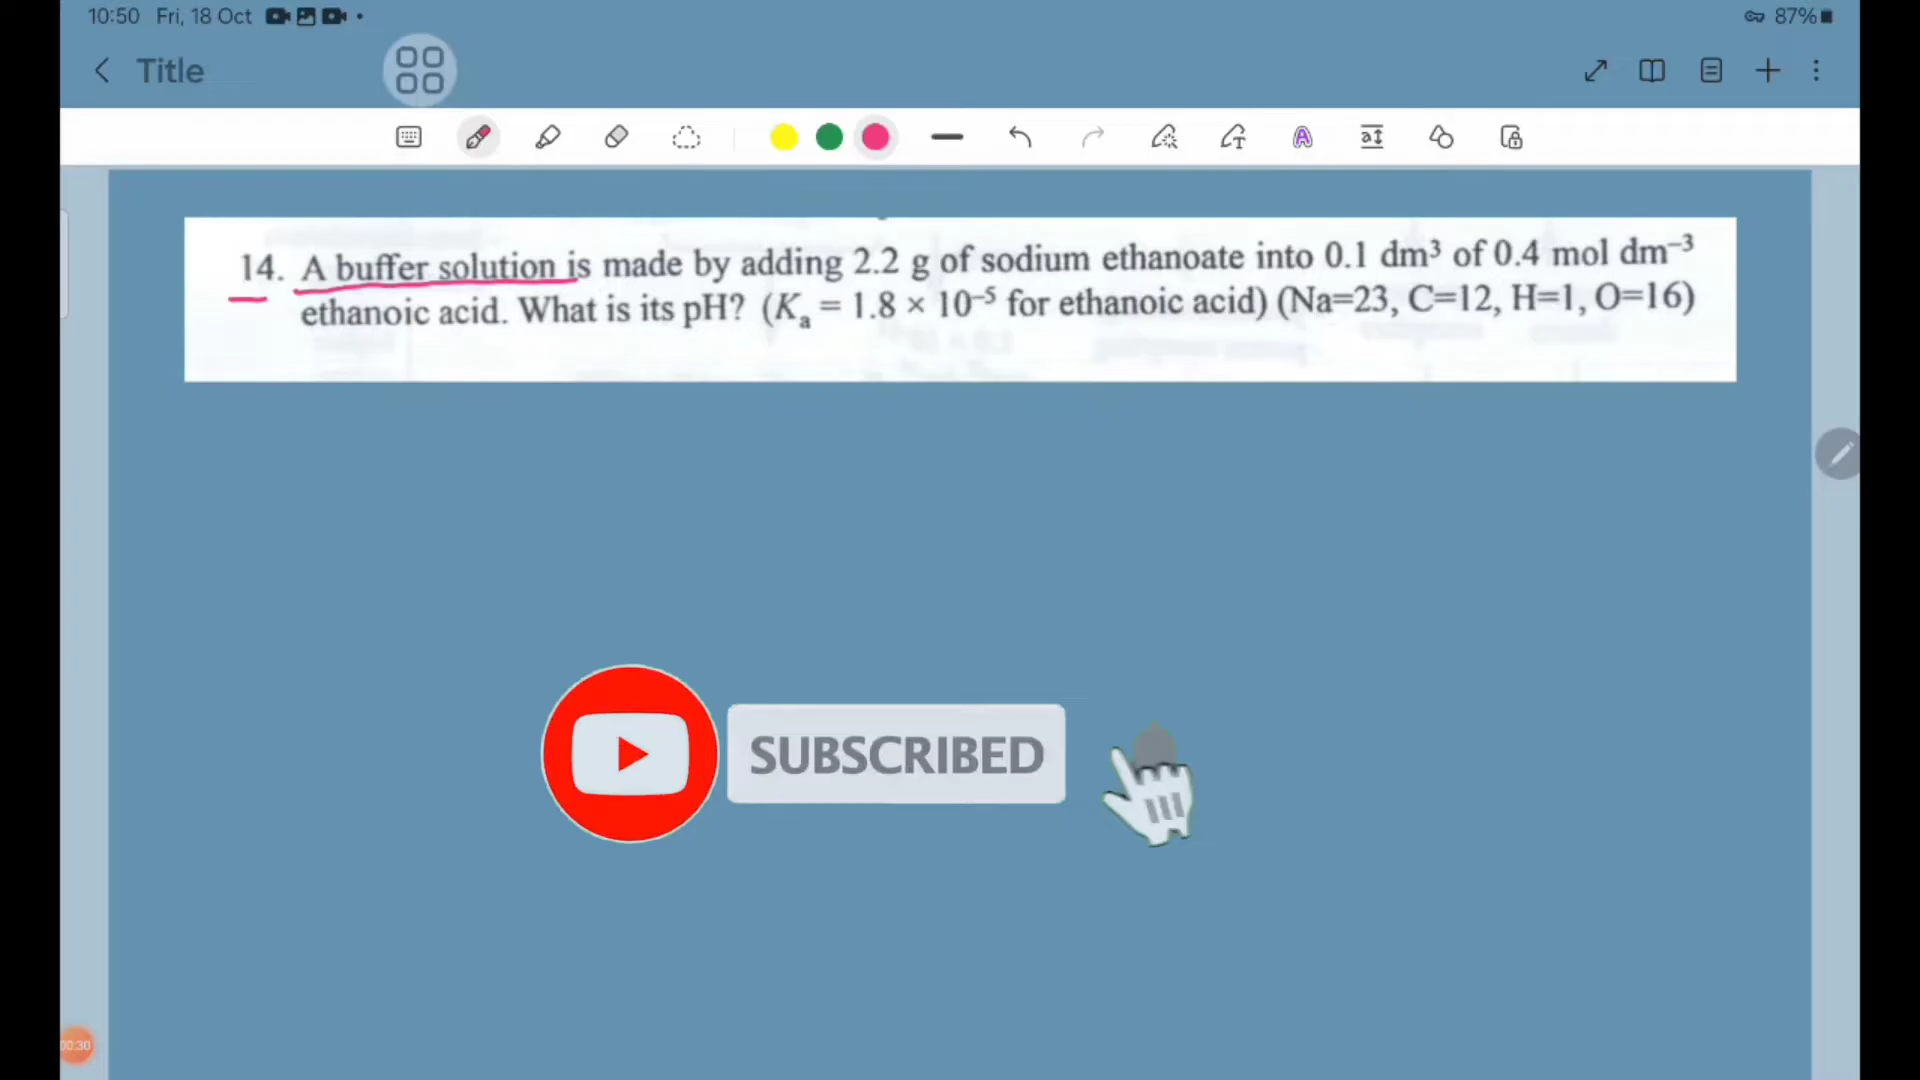 10:50 Fri, 18 Oct
87%
Title
14. A buffer solution is made by adding 2.2 g of sodium ethanoate into 0.1 dm³ of 0.4 mol dm⁻³
ethanoic acid. What is its pH? (Kₐ = 1.8 × 10⁻⁵ for ethanoic acid) (Na=23, C=12, H=1, O=16)
SUBSCRIBED
00:30